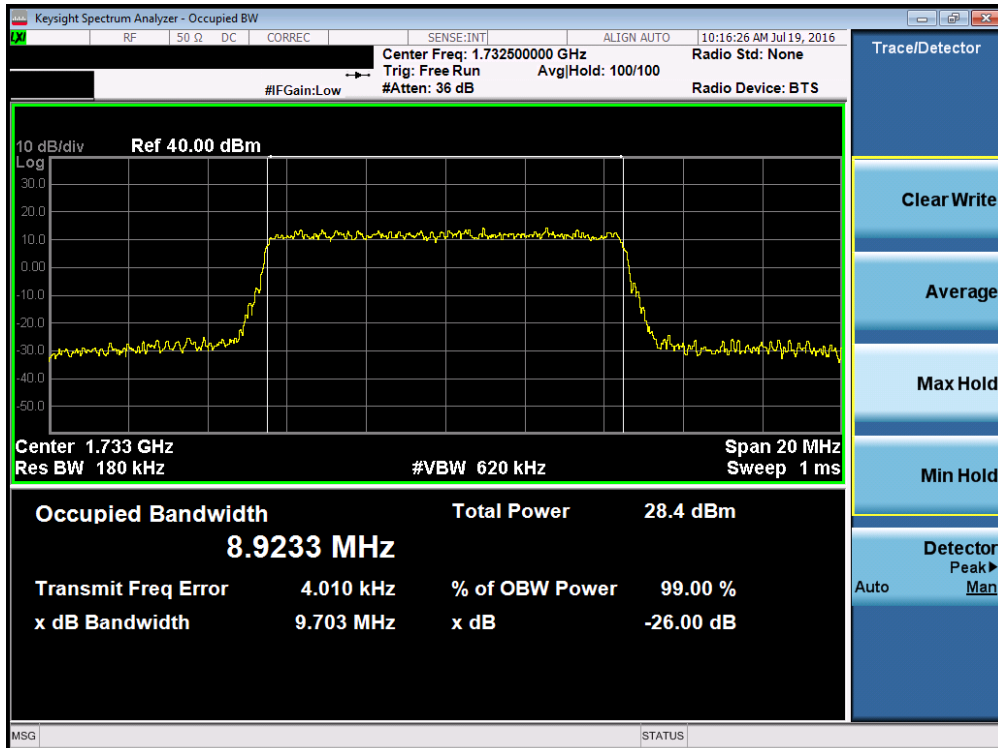 Keysight Spectrum Analyzer - Occupied BW
LXI RF 50 Ω DC CORREC SENSE:INT ALIGN AUTO 10:16:26 AM Jul 19, 2016
Center Freq: 1.732500000 GHz Radio Std: None
Trig: Free Run Avg|Hold: 100/100
#IFGain:Low #Atten: 36 dB Radio Device: BTS
10 dB/div Ref 40.00 dBm
Log
30.0
20.0
10.0
0.00
-10.0
-20.0
-30.0
-40.0
-50.0
Center 1.733 GHz Span 20 MHz
Res BW 180 kHz #VBW 620 kHz Sweep 1 ms
Occupied Bandwidth Total Power 28.4 dBm
8.9233 MHz
Transmit Freq Error 4.010 kHz % of OBW Power 99.00 %
x dB Bandwidth 9.703 MHz x dB -26.00 dB
MSG STATUS
Trace/Detector
Clear Write
Average
Max Hold
Min Hold
Detector
Peak▶
Auto Man